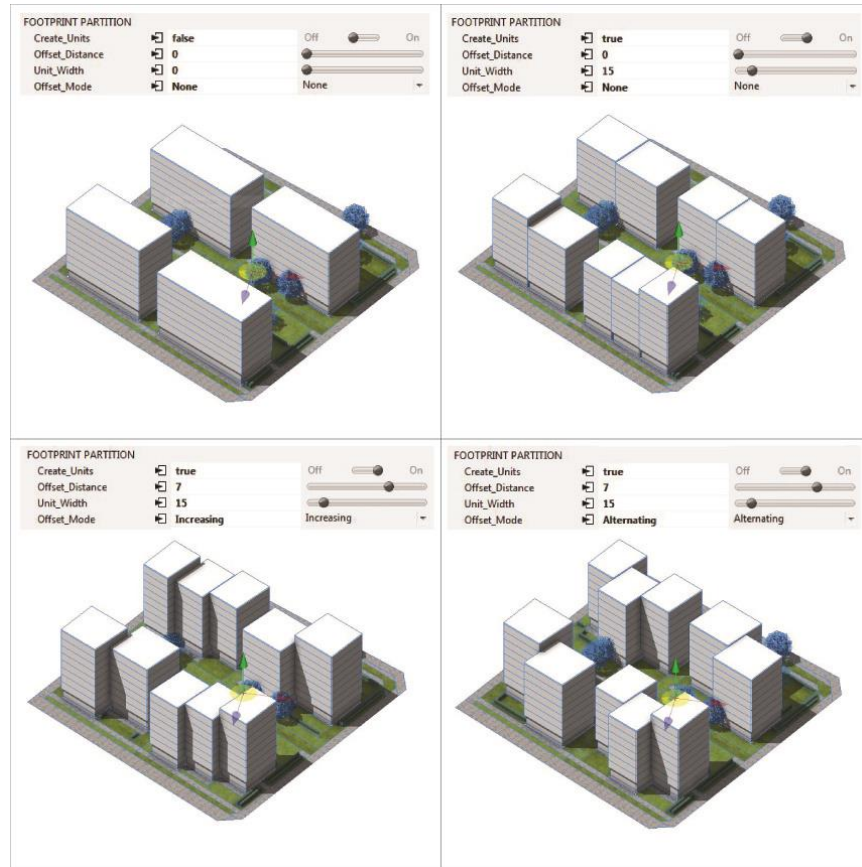 FOOTPRINT PARTITION
Create_Units false Off On
Offset_Distance 0
Unit_Width 0
Offset_Mode None None
FOOTPRINT PARTITION
Create_Units true Off On
Offset_Distance 0
Unit_Width 15
Offset_Mode None None
FOOTPRINT PARTITION
Create_Units true Off On
Offset_Distance 7
Unit_Width 15
Offset_Mode Increasing Increasing
FOOTPRINT PARTITION
Create_Units true Off On
Offset_Distance 7
Unit_Width 15
Offset_Mode Alternating Alternating